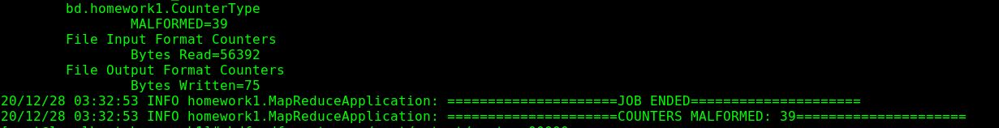 bd.homework1.CounterType
MALFORMED=39
File Input Format Counters
Bytes Read=56392
File Output Format Counters
Bytes Written=75
20/12/28 03:32:53 INFO homework1.MapReduceApplication: =====================JOB ENDED=====================
20/12/28 03:32:53 INFO homework1.MapReduceApplication: =====================COUNTERS MALFORMED: 39=====================